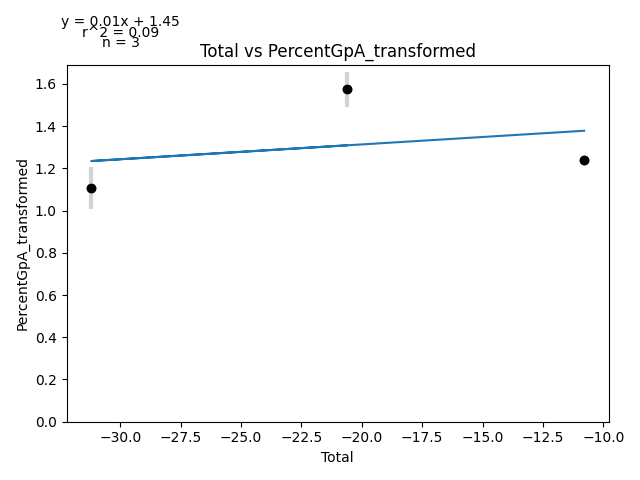 y = 0.01x + 1.45
r^2 = 0.09
n = 3
Total vs PercentGpA_transformed
1.6
1.4
1.2
1.0
0.8
0.6
0.4
0.2
0.0
PercentGpA_transformed
−30.0 −27.5 −25.0 −22.5 −20.0 −17.5 −15.0 −12.5 −10.0
Total